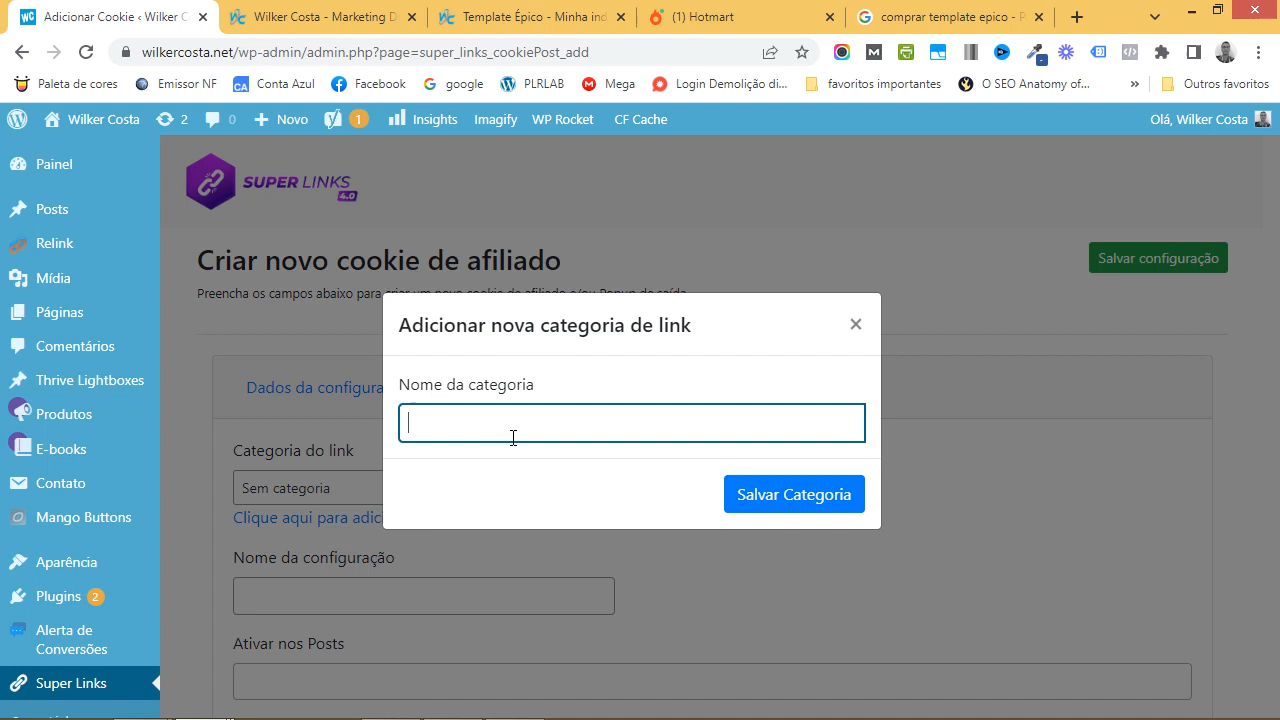 Adicionar Cookie ‹ Wilker C
Wilker Costa - Marketing D
Template Épico - Minha ind
(1) Hotmart
comprar template epico - P
wilkercosta.net/wp-admin/admin.php?page=super_links_cookiePost_add
Paleta de cores
Emissor NF
CA
Conta Azul
Facebook
google
PLRLAB
Mega
Login Demolição di...
favoritos importantes
O SEO Anatomy of...
»
Outros favoritos
Wilker Costa
2
0
Novo
1
Insights
Imagify
WP Rocket
CF Cache
Olá, Wilker Costa
Painel
Posts
Relink
Mídia
Páginas
Comentários
Thrive Lightboxes
Produtos
E-books
Contato
Mango Buttons
Aparência
Plugins 2
Alerta de
Conversões
Super Links
SUPER LINKS
4.0
Criar novo cookie de afiliado
Salvar configuração
Preencha os campos abaixo para criar um novo cookie de afiliado e/ou Popup de saída
Adicionar nova categoria de link
×
Dados da configura
Nome da categoria
Categoria do link
Sem categoria
Salvar Categoria
Clique aqui para adic
Nome da configuração
Ativar nos Posts